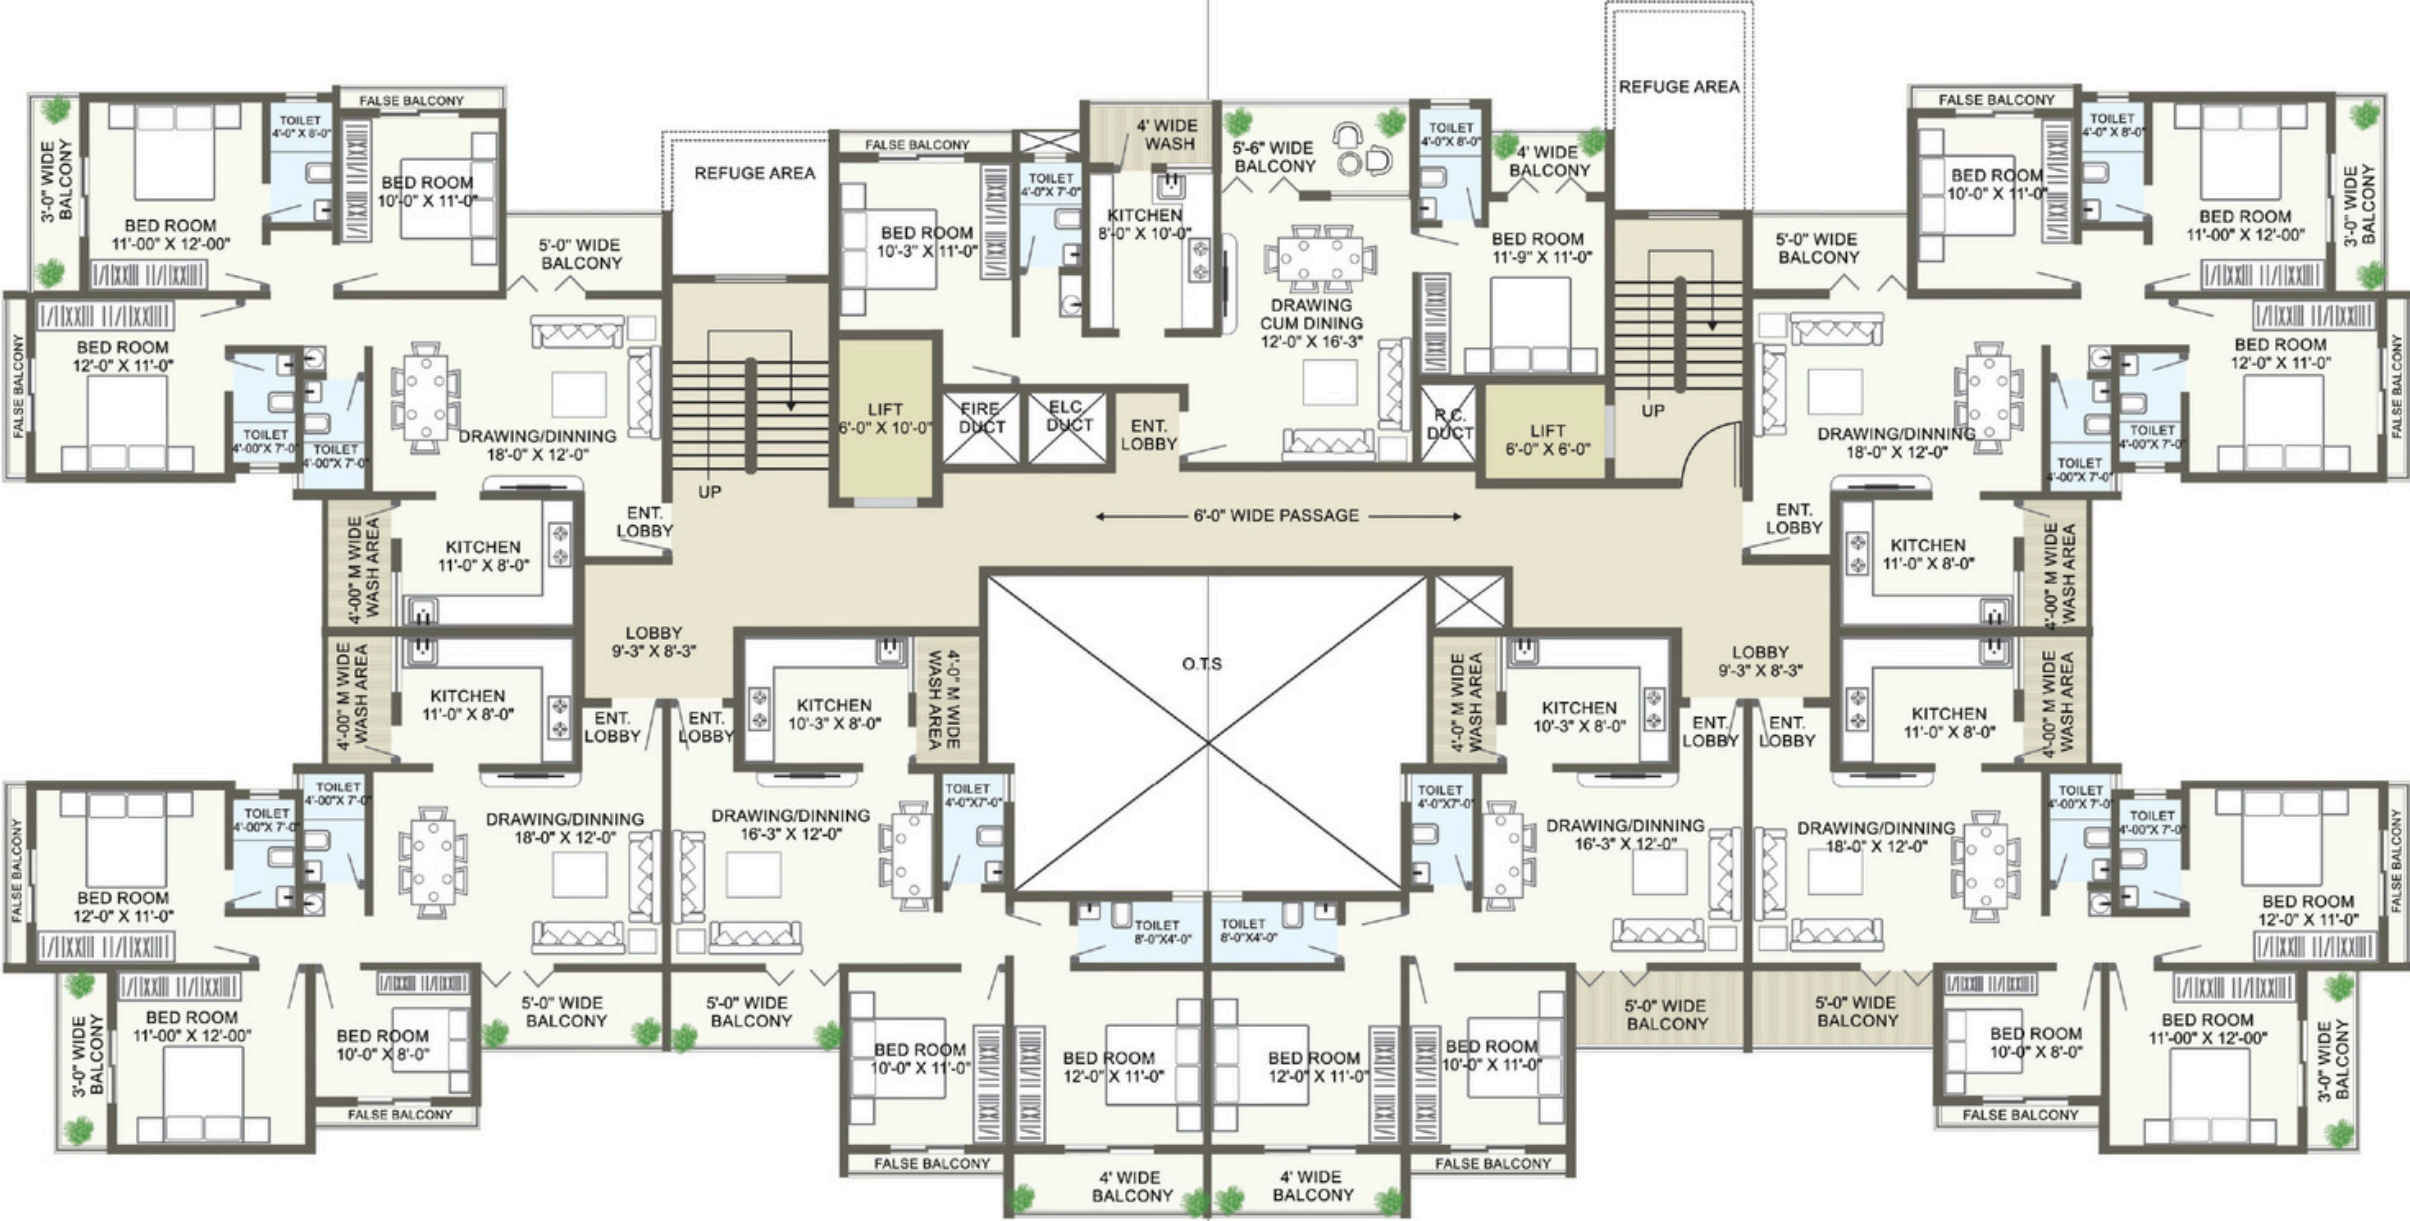 FALSE BALCONY
3'-0" WIDE
BALCONY
BED ROOM
11'-00" X 12'-00"
TOILET
4'-0" X 8'-0"
BED ROOM
10'-0" X 11'-0"
5'-0" WIDE
BALCONY
REFUGE AREA
FALSE BALCONY
BED ROOM
10'-3" X 11'-0"
TOILET
4'-0"X 7'-0"
4' WIDE
WASH
KITCHEN
8'-0" X 10'-0"
5'-6" WIDE
BALCONY
DRAWING
CUM DINING
12'-0" X 16'-3"
TOILET
4'-0"X 8'-0"
4' WIDE
BALCONY
BED ROOM
11'-9" X 11'-0"
REFUGE AREA
FALSE BALCONY
5'-0" WIDE
BALCONY
BED ROOM
10'-0" X 11'-0"
TOILET
4'-0" X 8'-0"
BED ROOM
11'-00" X 12'-00"
3'-0" WIDE
BALCONY
FALSE BALCONY
BED ROOM
12'-0" X 11'-0"
TOILET
4'-00"X 7'-0"
TOILET
4'-00"X 7'-0"
DRAWING/DINNING
18'-0" X 12'-0"
UP
LIFT
6'-0" X 10'-0"
FIRE
DUCT
ELC
DUCT
ENT.
LOBBY
R.C.
DUCT
LIFT
6'-0" X 6'-0"
UP
DRAWING/DINNING
18'-0" X 12'-0"
TOILET
4'-00"X 7'-0"
TOILET
4'-00"X 7'-0"
BED ROOM
12'-0" X 11'-0"
FALSE BALCONY
4'-00" M WIDE
WASH AREA
KITCHEN
11'-0" X 8'-0"
ENT.
LOBBY
6'-0" WIDE PASSAGE
ENT.
LOBBY
KITCHEN
11'-0" X 8'-0"
4'-00" M WIDE
WASH AREA
4'-00" M WIDE
WASH AREA
KITCHEN
11'-0" X 8'-0"
LOBBY
9'-3" X 8'-3"
ENT.
LOBBY
ENT.
LOBBY
KITCHEN
10'-3" X 8'-0"
4'-0" M WIDE
WASH AREA
O.T.S
4'-0" M WIDE
WASH AREA
KITCHEN
10'-3" X 8'-0"
LOBBY
9'-3" X 8'-3"
ENT.
LOBBY
ENT.
LOBBY
KITCHEN
11'-0" X 8'-0"
4'-00" M WIDE
WASH AREA
FALSE BALCONY
BED ROOM
12'-0" X 11'-0"
TOILET
4'-00"X 7'-0"
TOILET
4'-00"X 7'-0"
DRAWING/DINNING
18'-0" X 12'-0"
DRAWING/DINNING
16'-3" X 12'-0"
TOILET
4'-0"X7'-0"
TOILET
8'-0"X4'-0"
TOILET
8'-0"X4'-0"
TOILET
4'-0"X7'-0"
DRAWING/DINNING
16'-3" X 12'-0"
DRAWING/DINNING
18'-0" X 12'-0"
TOILET
4'-00"X 7'-0"
TOILET
4'-00"X 7'-0"
BED ROOM
12'-0" X 11'-0"
FALSE BALCONY
3'-0" WIDE
BALCONY
BED ROOM
11'-00" X 12'-00"
BED ROOM
10'-0" X 8'-0"
FALSE BALCONY
5'-0" WIDE
BALCONY
5'-0" WIDE
BALCONY
BED ROOM
10'-0" X 11'-0"
FALSE BALCONY
BED ROOM
12'-0" X 11'-0"
4' WIDE
BALCONY
BED ROOM
12'-0" X 11'-0"
4' WIDE
BALCONY
BED ROOM
10'-0" X 11'-0"
FALSE BALCONY
5'-0" WIDE
BALCONY
5'-0" WIDE
BALCONY
BED ROOM
10'-0" X 8'-0"
FALSE BALCONY
BED ROOM
11'-00" X 12'-00"
3'-0" WIDE
BALCONY